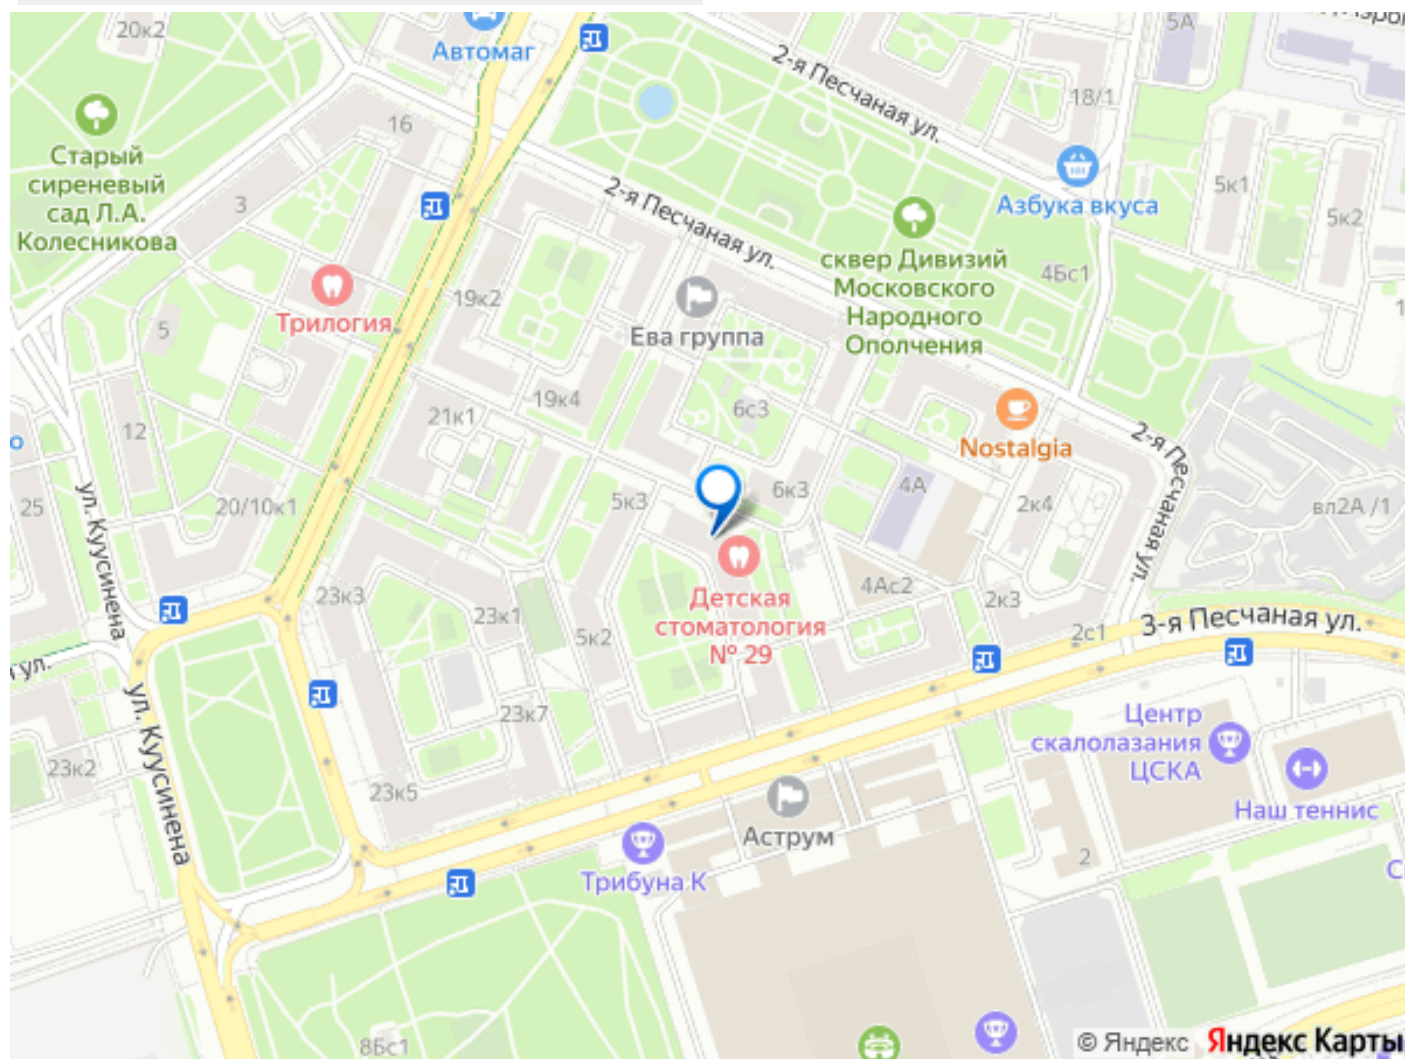 20к2
Автомаг
5А
2-я Песчаная ул.
18/1
16
Старый
сиреневый
сад Л.А.
Колесникова
3
2-я Песчаная ул.
Азбука вкуса
5к1
5к2
сквер Дивизий
Московского
Народного
Ополчения
4Бс1
19к2
Трилогия
5
Ева группа
19к4
21к1
6с3
12
Nostalgia
2-я Песчаная ул.
25
ул. Куусинена
20/10к1
5к3
6к3
4А
2к4
вл2А /1
23к3
23к1
5к2
Детская
стоматология
№ 29
4Ас2
2к3
2с1
3-я Песчаная ул.
ул.
ул. Куусинена
23к7
Центр
скалолазания
ЦСКА
23к2
23к5
Наш теннис
Аструм
2
Трибуна К
8Бс1
© Яндекс Яндекс Карты